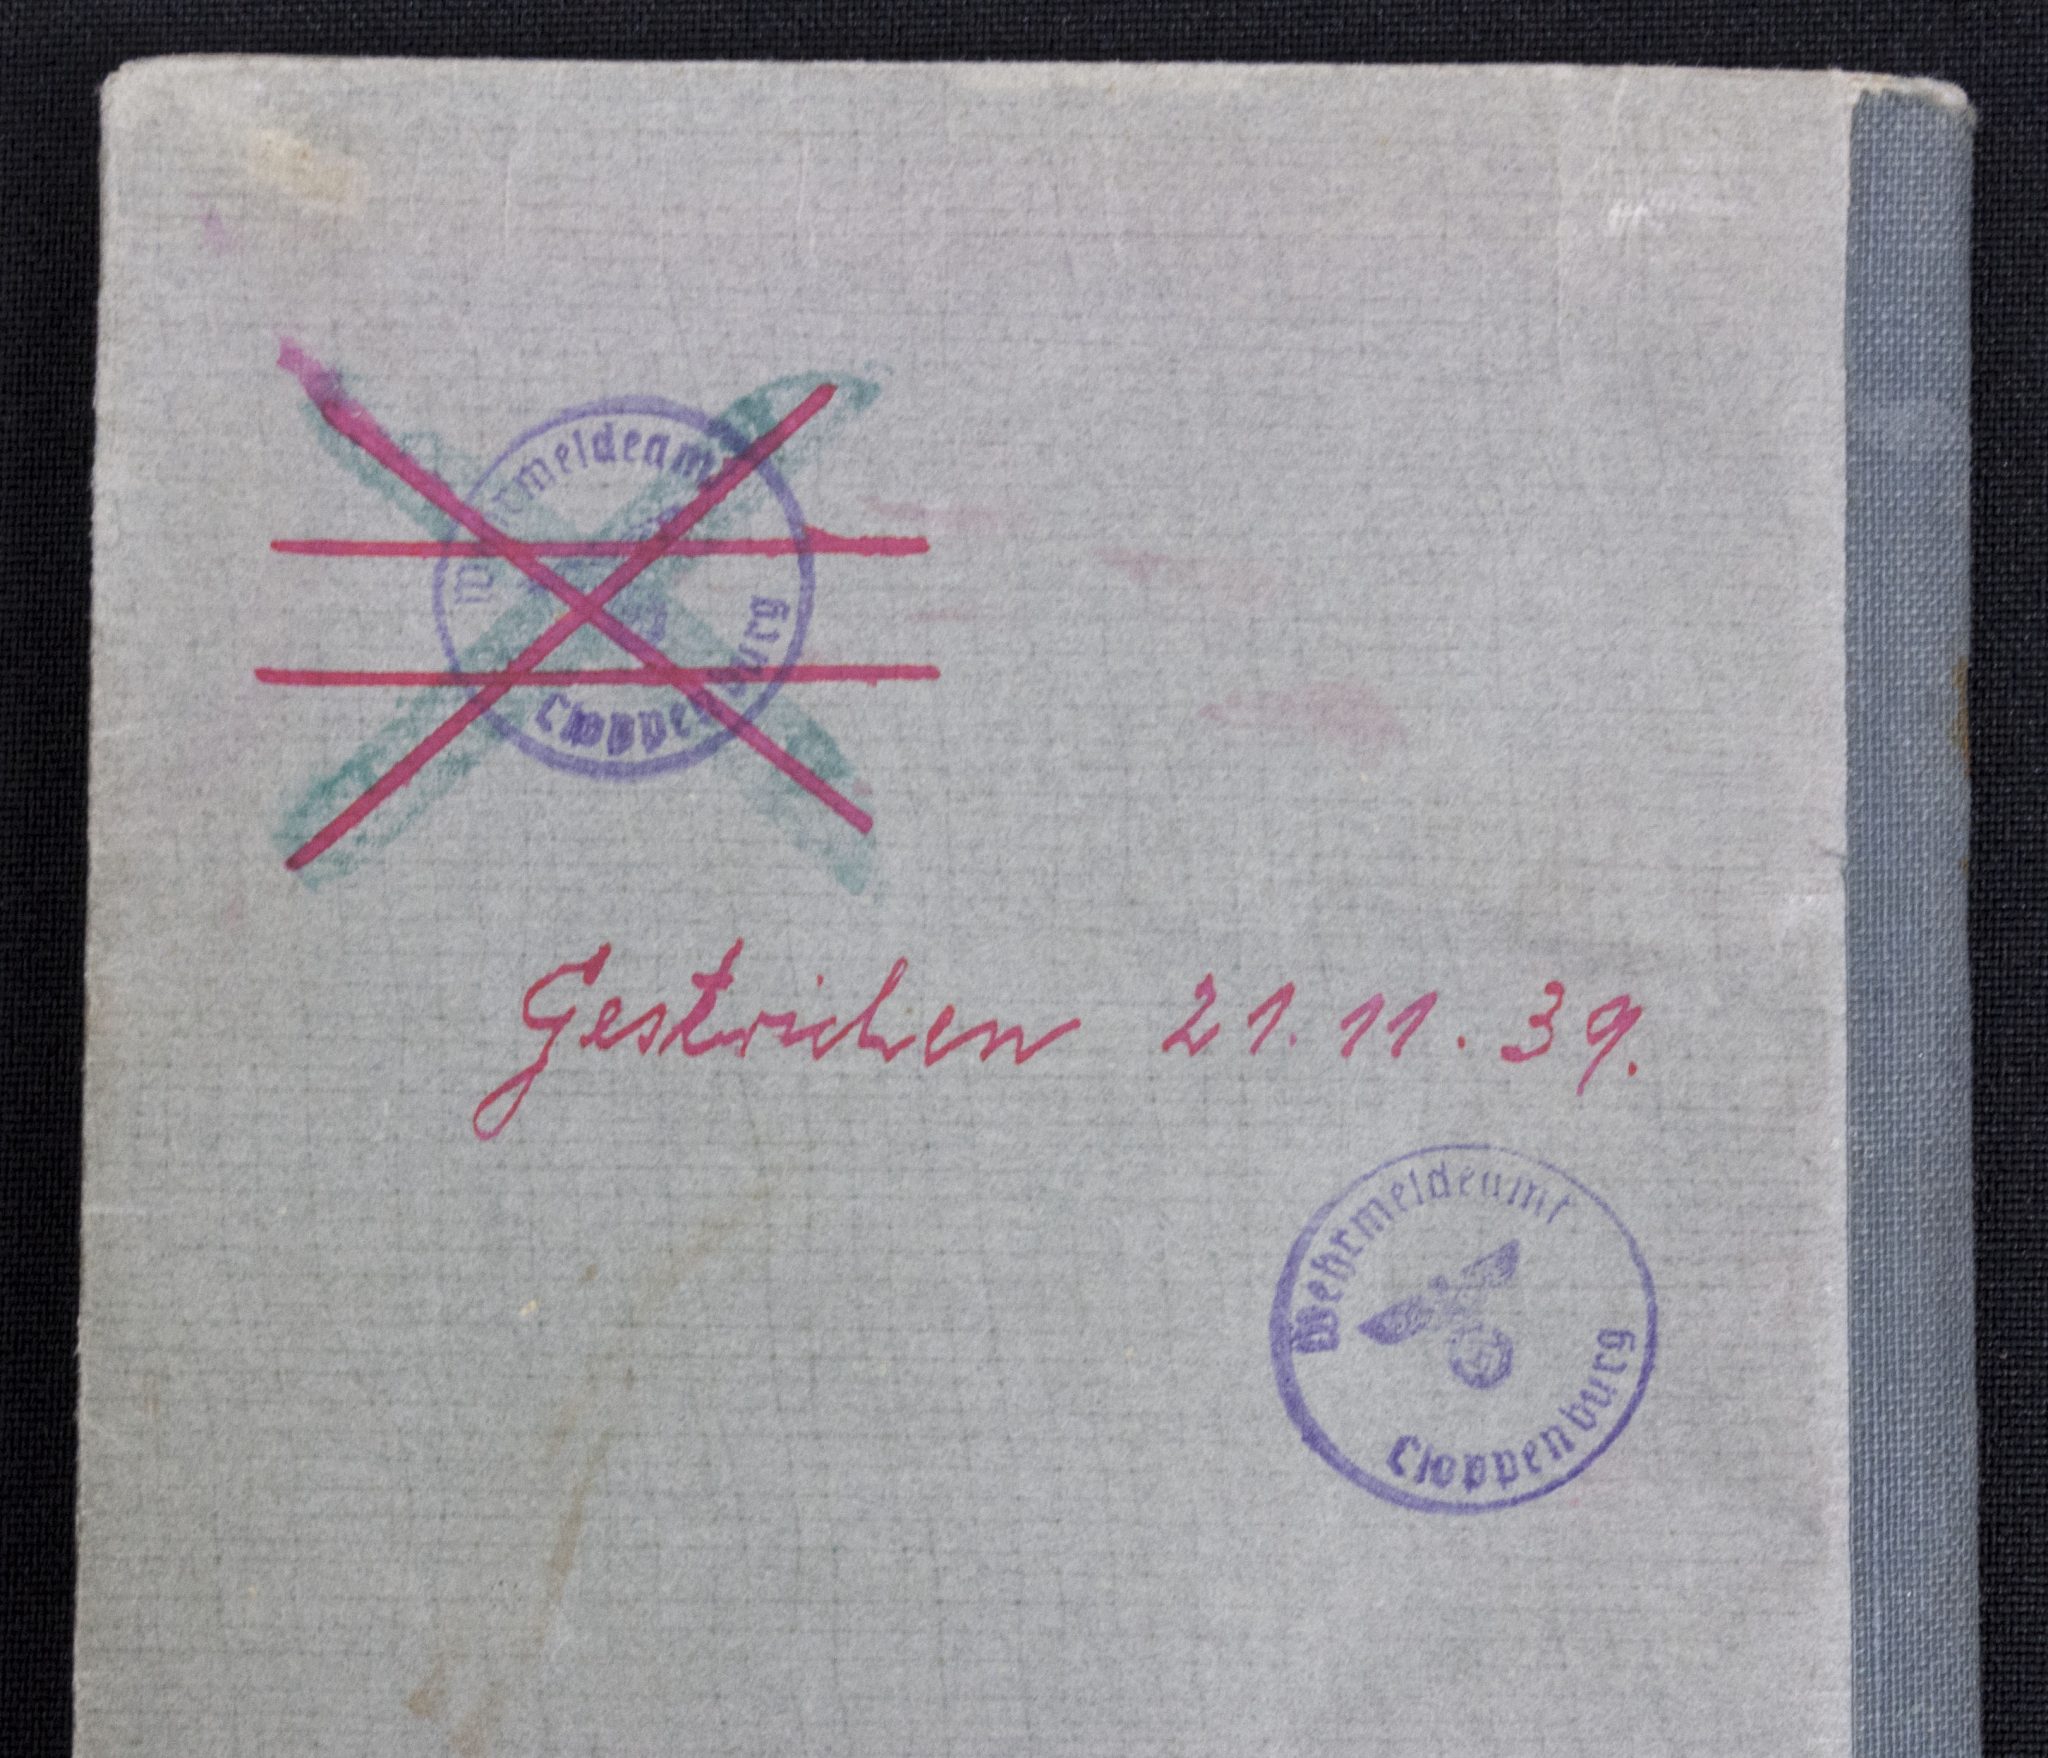 Wehrmeldeamt
Cloppenburg
Gestrichen 21.11.39.
Wehrmeldeamt
Cloppenburg